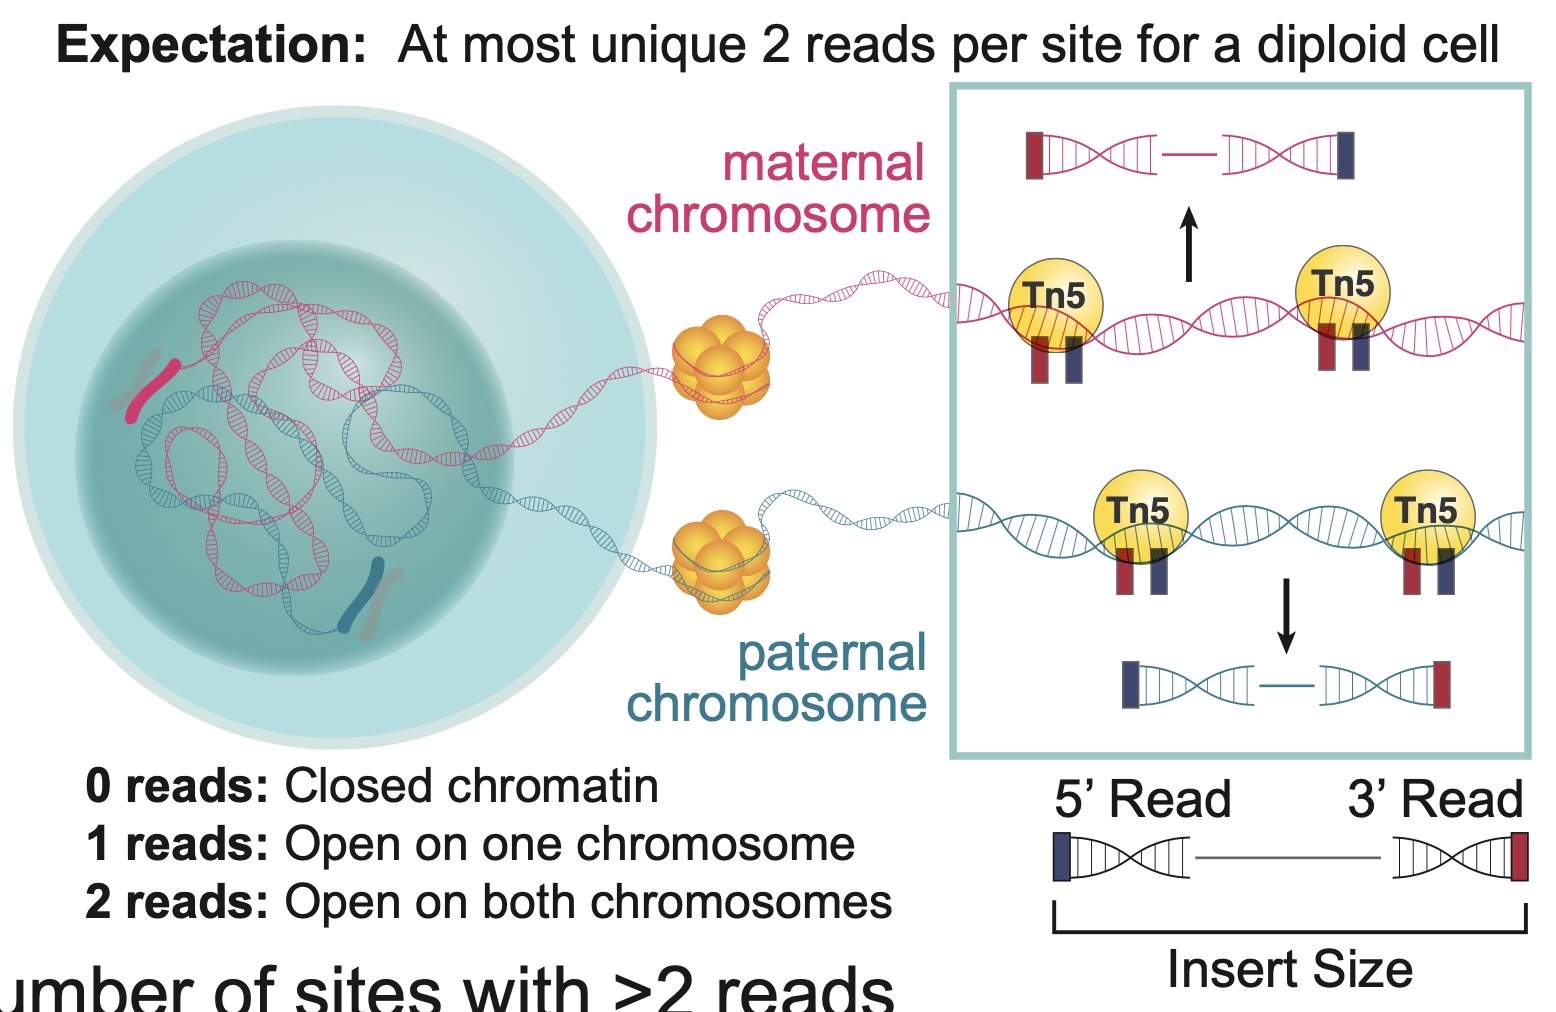 Expectation: At most unique 2 reads per site for a diploid cell
maternal
chromosome
Tn5
Tn5
Tn5
Tn5
paternal
chromosome
0 reads: Closed chromatin
1 reads: Open on one chromosome
2 reads: Open on both chromosomes
5’ Read 3’ Read
Insert Size
umber of sites with >2 reads